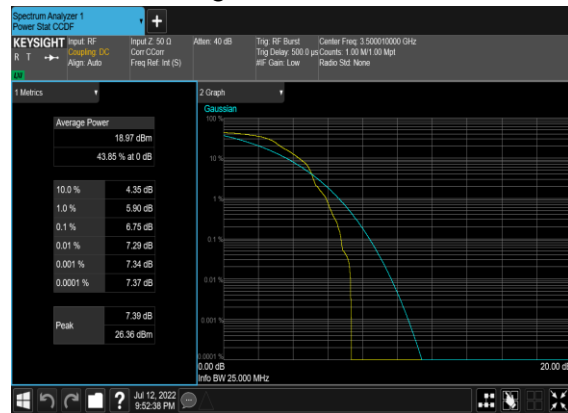 Spectrum Analyzer 1
Power Stat CCDF
+
KEYSIGHT Input: RF Input Z: 50 Ω Atten: 40 dB Trig: RF Burst Center Freq: 3.500010000 GHz
R T Coupling: DC Corr CCorr Trig Delay: 500.0 µs Counts: 1.00 M/1.00 Mpt
Align: Auto Freq Ref: Int (S) #IF Gain: Low Radio Std: None
1 Metrics
2 Graph
Average Power
18.97 dBm
43.85 % at 0 dB
10.0 % 4.35 dB
1.0 % 5.90 dB
0.1 % 6.75 dB
0.01 % 7.29 dB
0.001 % 7.34 dB
0.0001 % 7.37 dB
Peak
7.39 dB
26.36 dBm
Gaussian
100 %
10 %
1 %
0.1 %
0.01 %
0.001 %
0.0001 %
0.00 dB 20.00 dB
Info BW 25.000 MHz
? Jul 12, 2022
9:52:38 PM